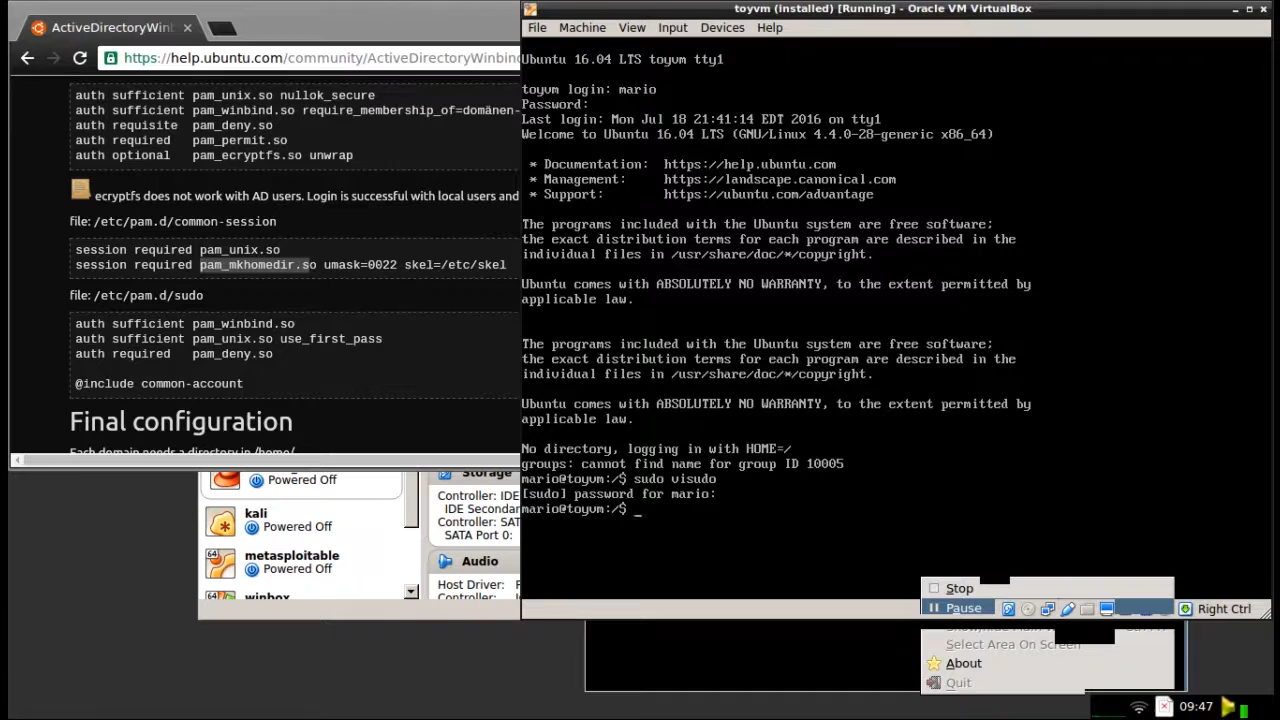 ActiveDirectoryWinb
https://help.ubuntu.com/community/ActiveDirectoryWinbind
auth sufficient pam_unix.so nullok_secure
auth sufficient pam_winbind.so require_membership_of=domänen-
auth requisite pam_deny.so
auth required pam_permit.so
auth optional pam_ecryptfs.so unwrap
ecryptfs does not work with AD users. Login is successful with local users and
file: /etc/pam.d/common-session
session required pam_unix.so
session required pam_mkhomedir.so umask=0022 skel=/etc/skel
file: /etc/pam.d/sudo
auth sufficient pam_winbind.so
auth sufficient pam_unix.so use_first_pass
auth required pam_deny.so
@include common-account
Final configuration
Each domain needs a directory in /home/.
Powered Off
kali
Powered Off
metasploitable
Powered Off
winbox
Storage
Controller: IDE
IDE Secondar
Controller: SAT
SATA Port 0:
Audio
Host Driver:
Controller:
toyvm (installed) [Running] - Oracle VM VirtualBox
File Machine View Input Devices Help
Ubuntu 16.04 LTS toyvm tty1
toyvm login: mario
Password:
Last login: Mon Jul 18 21:41:14 EDT 2016 on tty1
Welcome to Ubuntu 16.04 LTS (GNU/Linux 4.4.0-28-generic x86_64)
* Documentation: https://help.ubuntu.com
* Management: https://landscape.canonical.com
* Support: https://ubuntu.com/advantage
The programs included with the Ubuntu system are free software;
the exact distribution terms for each program are described in the
individual files in /usr/share/doc/*/copyright.
Ubuntu comes with ABSOLUTELY NO WARRANTY, to the extent permitted by
applicable law.
The programs included with the Ubuntu system are free software;
the exact distribution terms for each program are described in the
individual files in /usr/share/doc/*/copyright.
Ubuntu comes with ABSOLUTELY NO WARRANTY, to the extent permitted by
applicable law.
No directory, logging in with HOME=/
groups: cannot find name for group ID 10005
mario@toyvm:/$ sudo visudo
[sudo] password for mario:
mario@toyvm:/$ _
Stop
Pause
Right Ctrl
Select Area On Screen
About
Quit
09:47